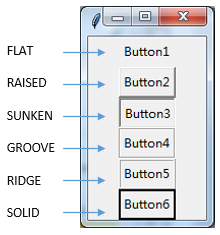 FLAT Button1
RAISED Button2
SUNKEN Button3
GROOVE Button4
RIDGE Button5
SOLID Button6